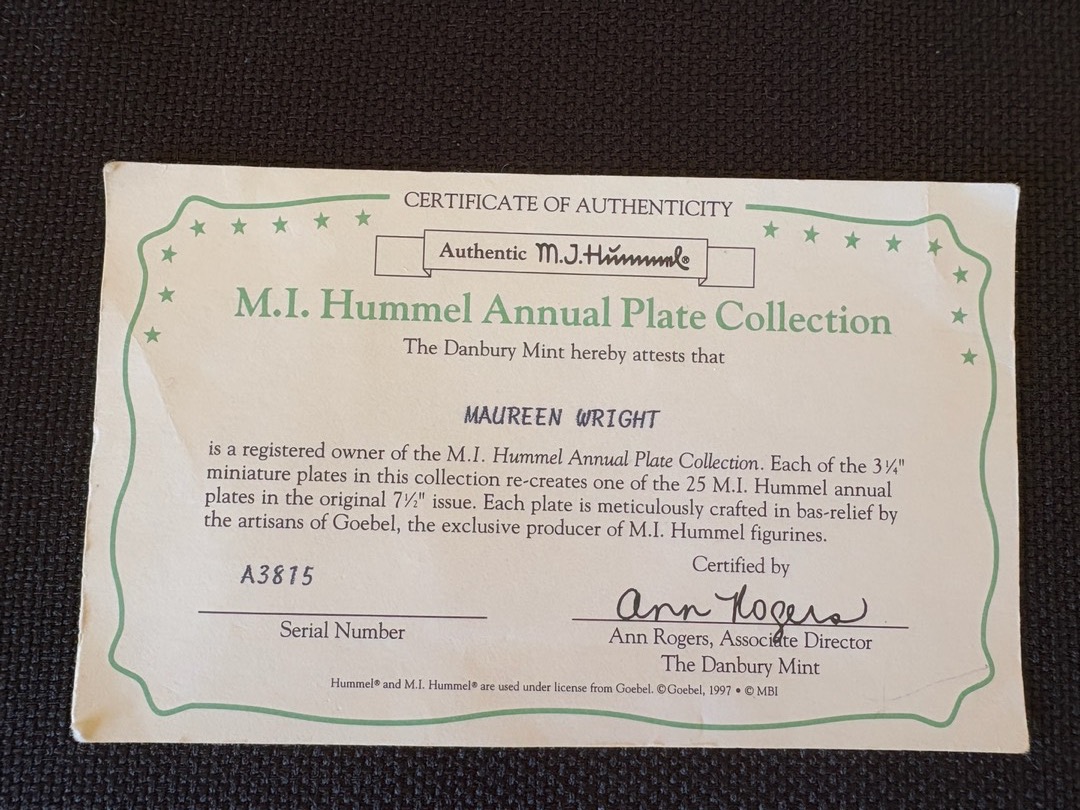 CERTIFICATE OF AUTHENTICITY
Authentic M.J.Hummel®
M.I. Hummel Annual Plate Collection
The Danbury Mint hereby attests that
MAUREEN WRIGHT
is a registered owner of the M.I. Hummel Annual Plate Collection. Each of the 3¼"
miniature plates in this collection re-creates one of the 25 M.I. Hummel annual
plates in the original 7½" issue. Each plate is meticulously crafted in bas-relief by
the artisans of Goebel, the exclusive producer of M.I. Hummel figurines.
Certified by
A3815
Ann Rogers
Serial Number
Ann Rogers, Associate Director
The Danbury Mint
Hummel® and M.I. Hummel® are used under license from Goebel. ©Goebel, 1997 • © MBI